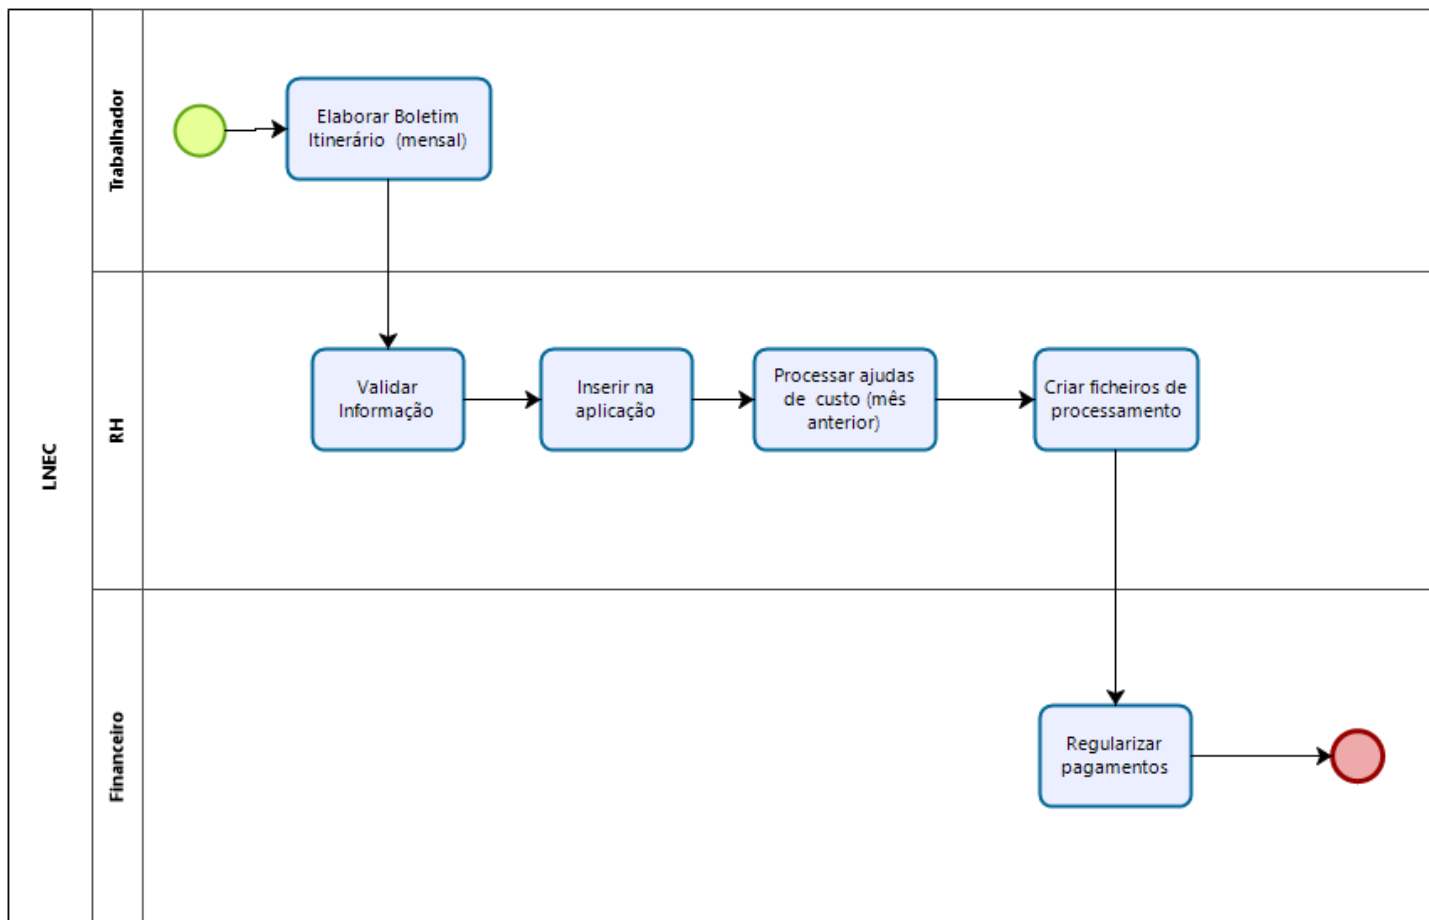 LNEC
Trabalhador
Elaborar Boletim
Itinerário (mensal)
RH
Validar
Informação
Inserir na
aplicação
Processar ajudas
de custo (mês
anterior)
Criar ficheiros de
processamento
Financeiro
Regularizar
pagamentos